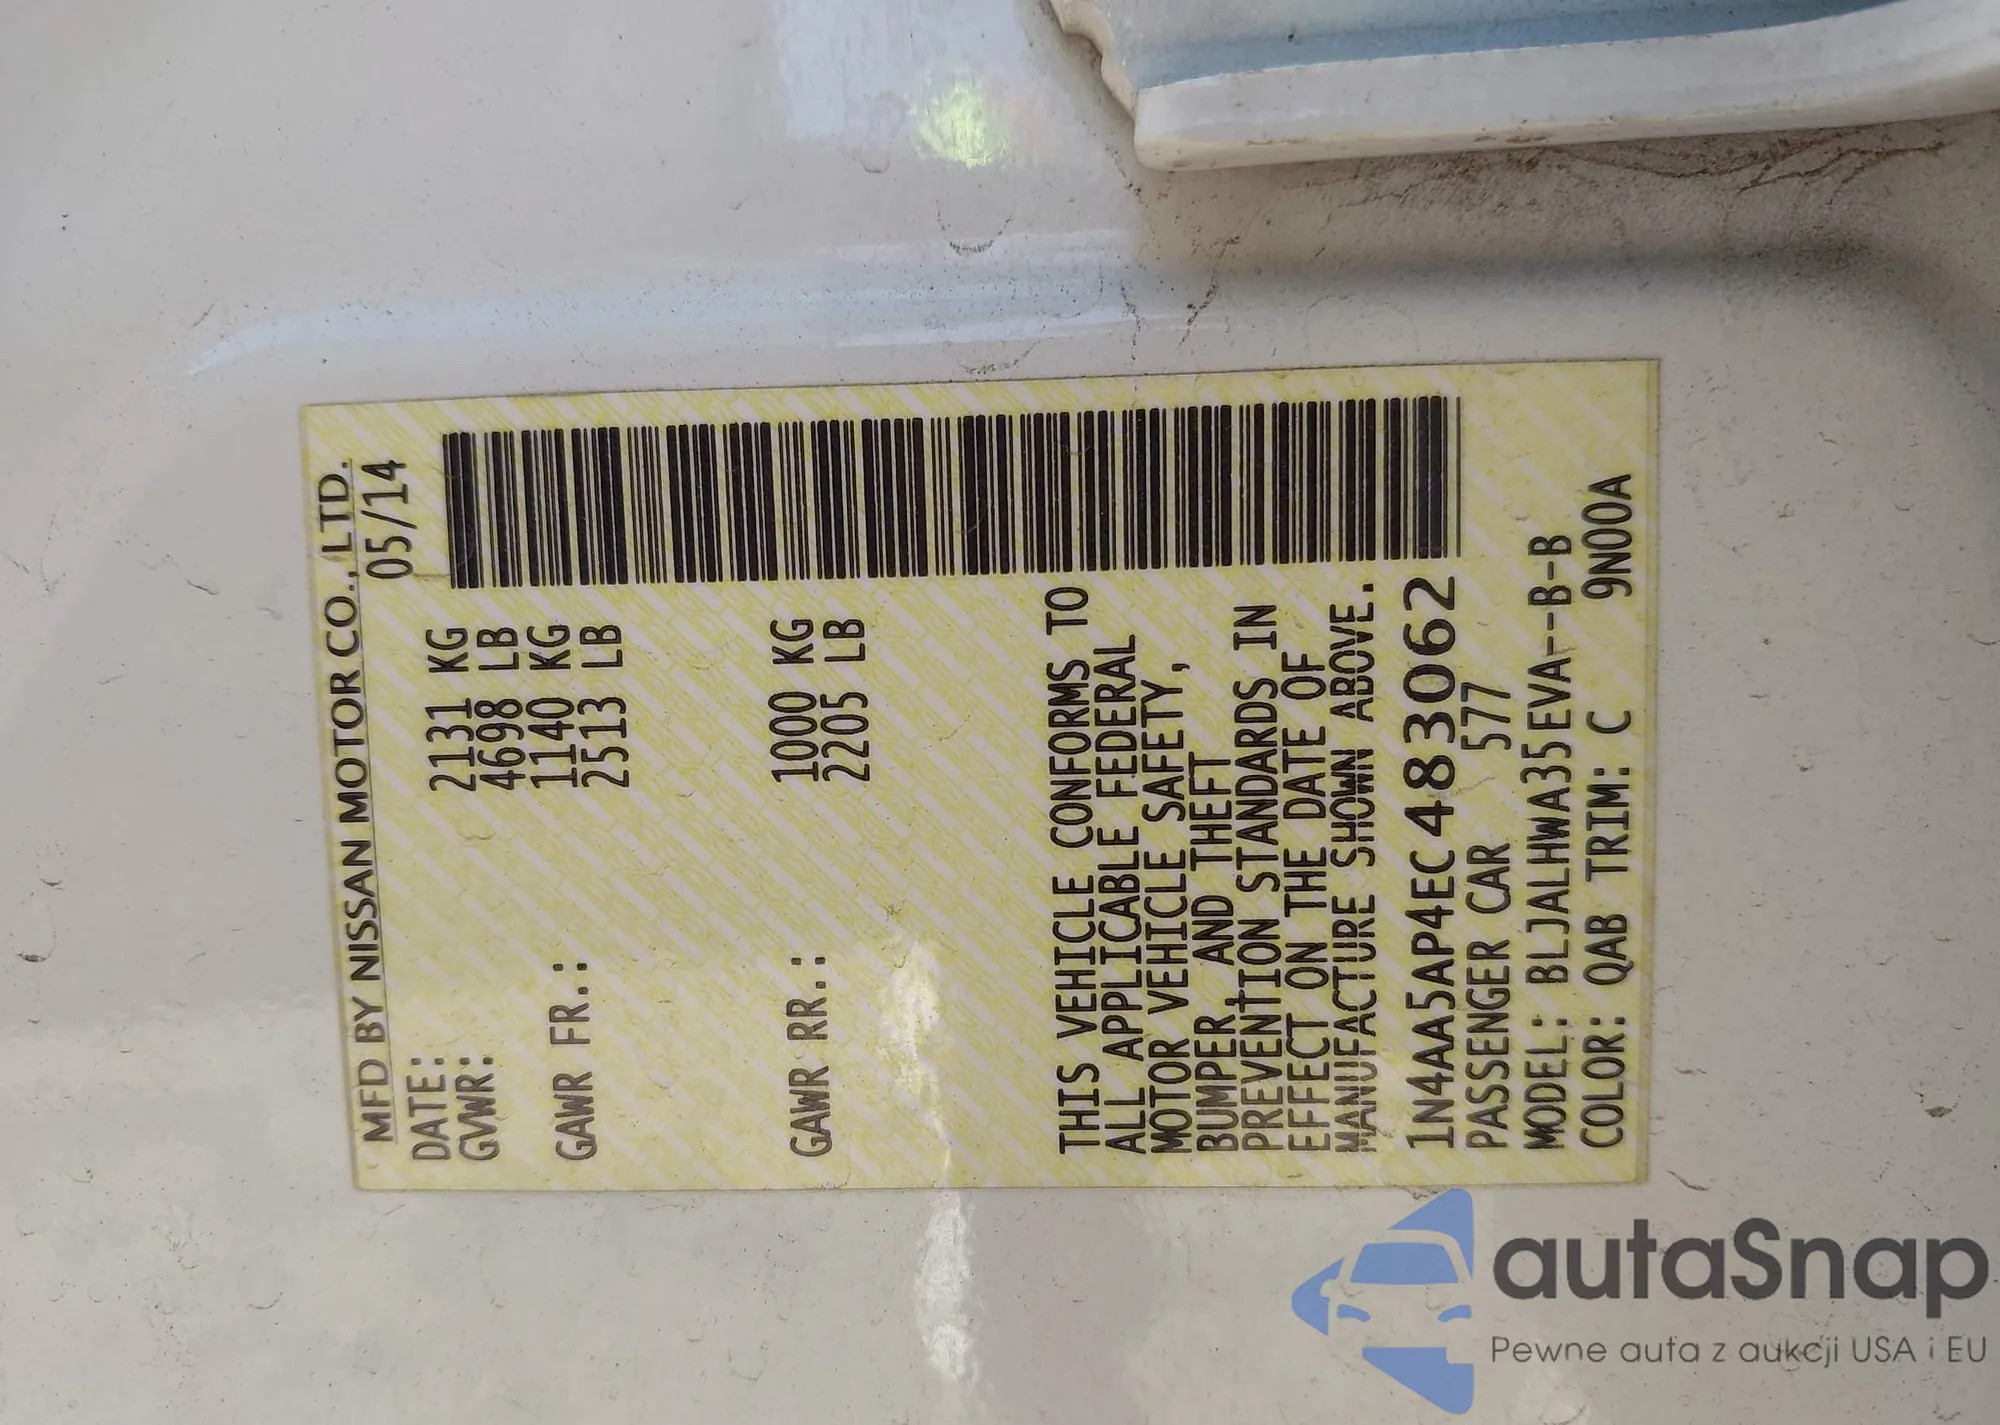 MFD BY NISSAN MOTOR CO., LTD.
DATE: 05/14
GVWR: 2131 KG
4698 LB
GAWR FR.: 1140 KG
2513 LB
GAWR RR.: 1000 KG
2205 LB
THIS VEHICLE CONFORMS TO
ALL APPLICABLE FEDERAL
MOTOR VEHICLE SAFETY,
BUMPER, AND THEFT
PREVENTION STANDARDS IN
EFFECT ON THE DATE OF
MANUFACTURE SHOWN ABOVE.
1N4AA5AP4EC483062
PASSENGER CAR 577
MODEL: BLJALHWA35EVA--B-B
COLOR: QAB TRIM: C 9N00A
autaSnap
Pewne auta z aukcji USA i EU